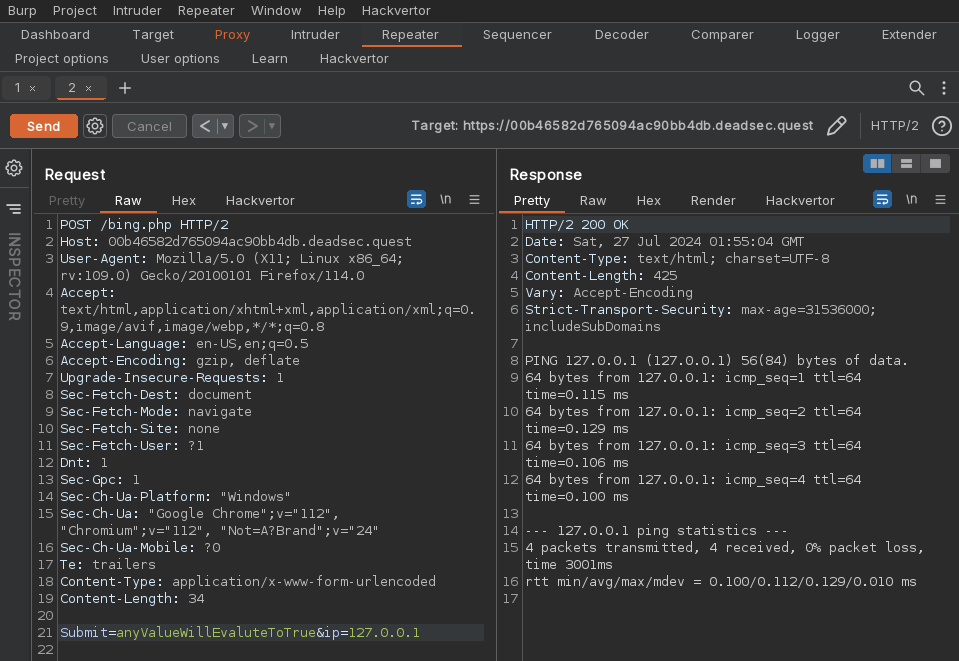 Burp Project Intruder Repeater Window Help Hackvertor
Dashboard Target Proxy Intruder Repeater Sequencer Decoder Comparer Logger Extender
Project options User options Learn Hackvertor
1 × 2 × +
Send Cancel < > Target: https://00b46582d765094ac90bb4db.deadsec.quest HTTP/2 ?
INSPECTOR
Request
Pretty Raw Hex Hackvertor \n
1 POST /bing.php HTTP/2
2 Host: 00b46582d765094ac90bb4db.deadsec.quest
3 User-Agent: Mozilla/5.0 (X11; Linux x86_64;
rv:109.0) Gecko/20100101 Firefox/114.0
4 Accept:
text/html,application/xhtml+xml,application/xml;q=0.
9,image/avif,image/webp,*/*;q=0.8
5 Accept-Language: en-US,en;q=0.5
6 Accept-Encoding: gzip, deflate
7 Upgrade-Insecure-Requests: 1
8 Sec-Fetch-Dest: document
9 Sec-Fetch-Mode: navigate
10 Sec-Fetch-Site: none
11 Sec-Fetch-User: ?1
12 Dnt: 1
13 Sec-Gpc: 1
14 Sec-Ch-Ua-Platform: "Windows"
15 Sec-Ch-Ua: "Google Chrome";v="112",
"Chromium";v="112", "Not=A?Brand";v="24"
16 Sec-Ch-Ua-Mobile: ?0
17 Te: trailers
18 Content-Type: application/x-www-form-urlencoded
19 Content-Length: 34
20
21 Submit=anyValueWillEvaluteToTrue&ip=127.0.0.1
22
Response
Pretty Raw Hex Render Hackvertor \n
1 HTTP/2 200 OK
2 Date: Sat, 27 Jul 2024 01:55:04 GMT
3 Content-Type: text/html; charset=UTF-8
4 Content-Length: 425
5 Vary: Accept-Encoding
6 Strict-Transport-Security: max-age=31536000;
includeSubDomains
7
8 PING 127.0.0.1 (127.0.0.1) 56(84) bytes of data.
9 64 bytes from 127.0.0.1: icmp_seq=1 ttl=64
time=0.115 ms
10 64 bytes from 127.0.0.1: icmp_seq=2 ttl=64
time=0.129 ms
11 64 bytes from 127.0.0.1: icmp_seq=3 ttl=64
time=0.106 ms
12 64 bytes from 127.0.0.1: icmp_seq=4 ttl=64
time=0.100 ms
13
14 --- 127.0.0.1 ping statistics ---
15 4 packets transmitted, 4 received, 0% packet loss,
time 3001ms
16 rtt min/avg/max/mdev = 0.100/0.112/0.129/0.010 ms
17